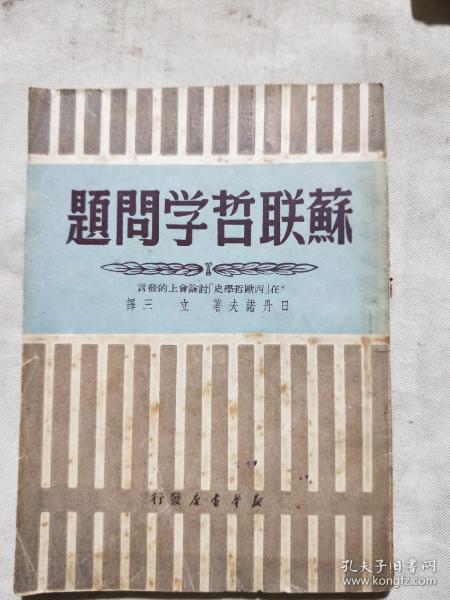 蘇联哲学問題
在「西歐哲學史」討論會上的發言
日丹諾夫著 立三譯
新華書店發行
孔夫子旧书网
www.kongfz.com